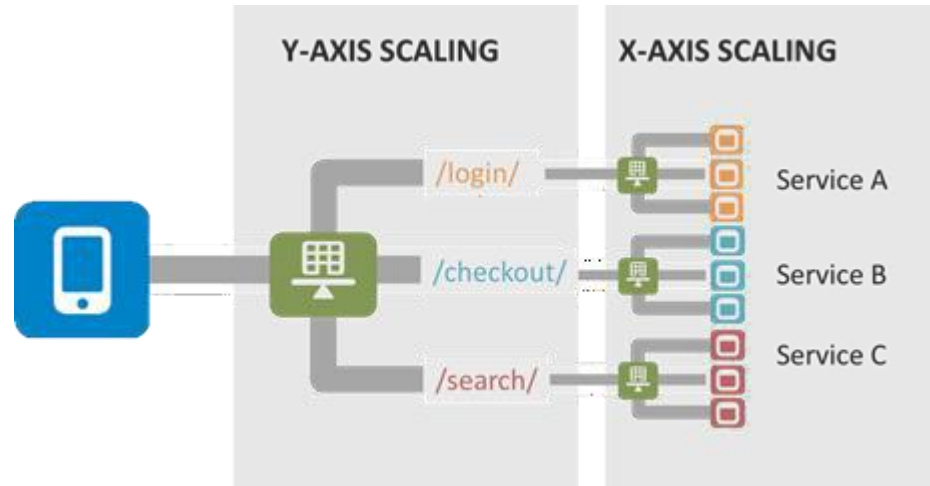 Y-AXIS SCALING
X-AXIS SCALING
/login/
Service A
/checkout/
Service B
/search/
Service C